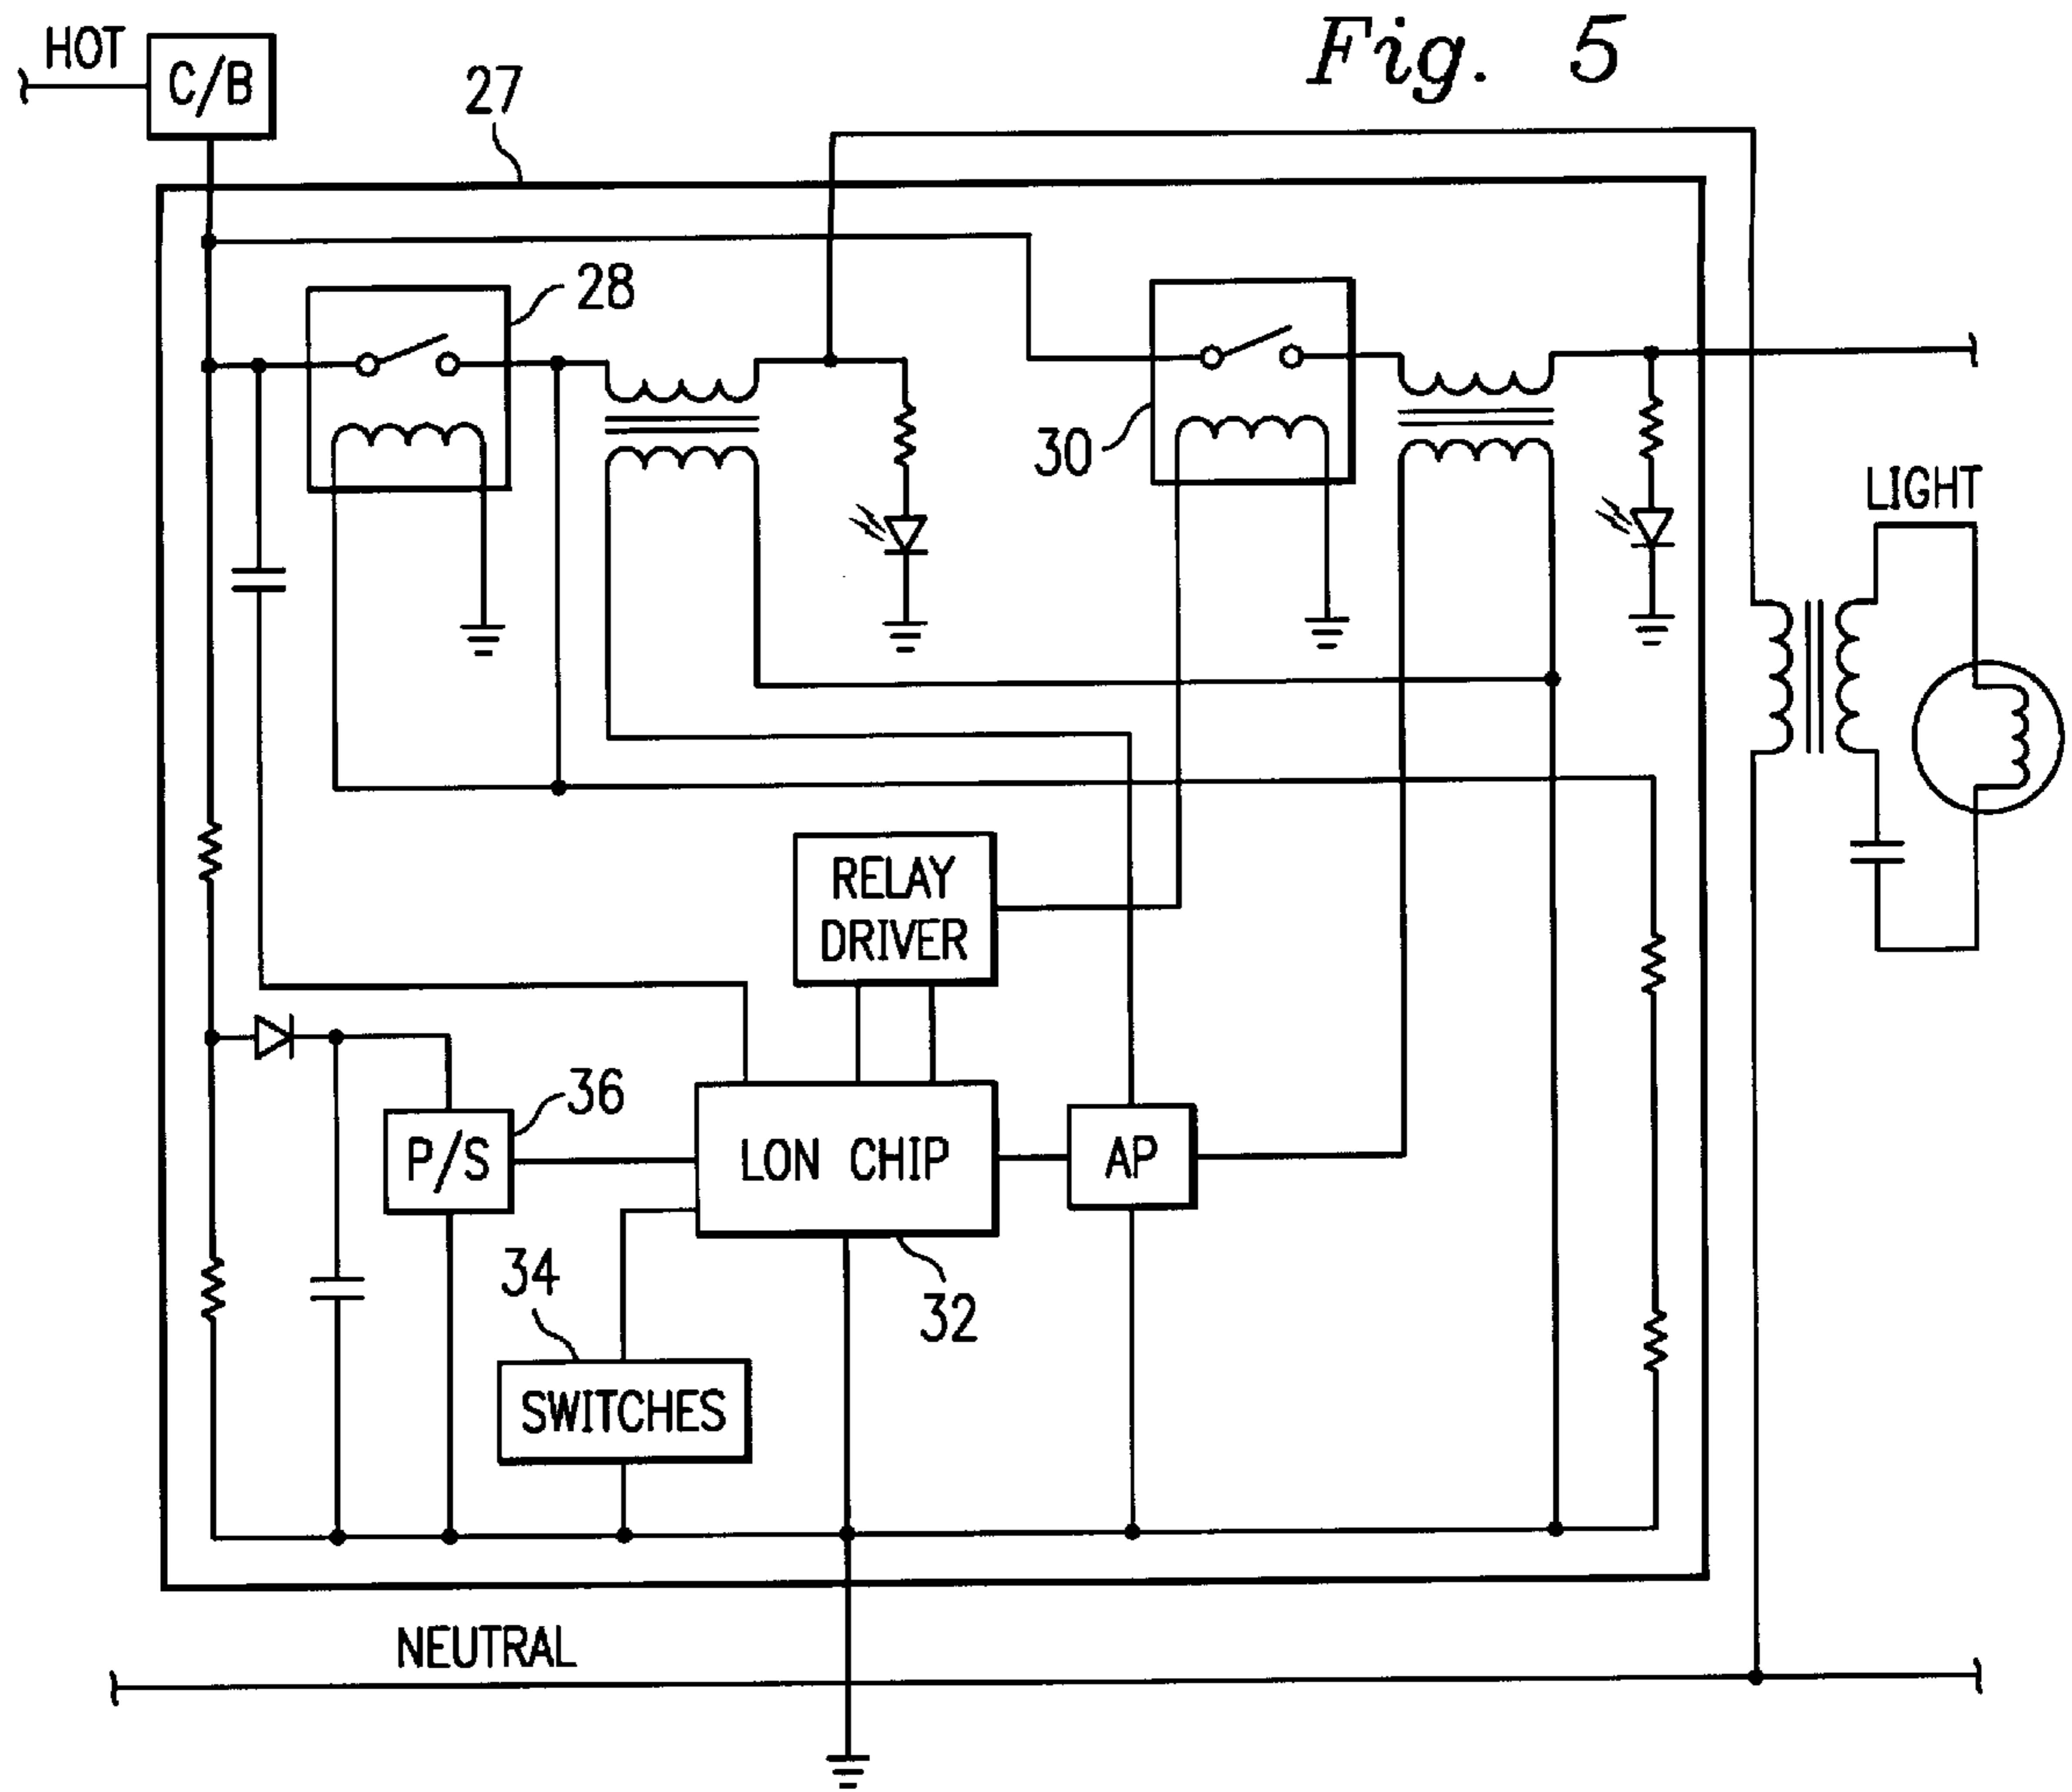 Fig. 5
HOT
C/B
27
28
30
LIGHT
RELAY
DRIVER
36
P/S
LON CHIP
AP
34
32
SWITCHES
NEUTRAL